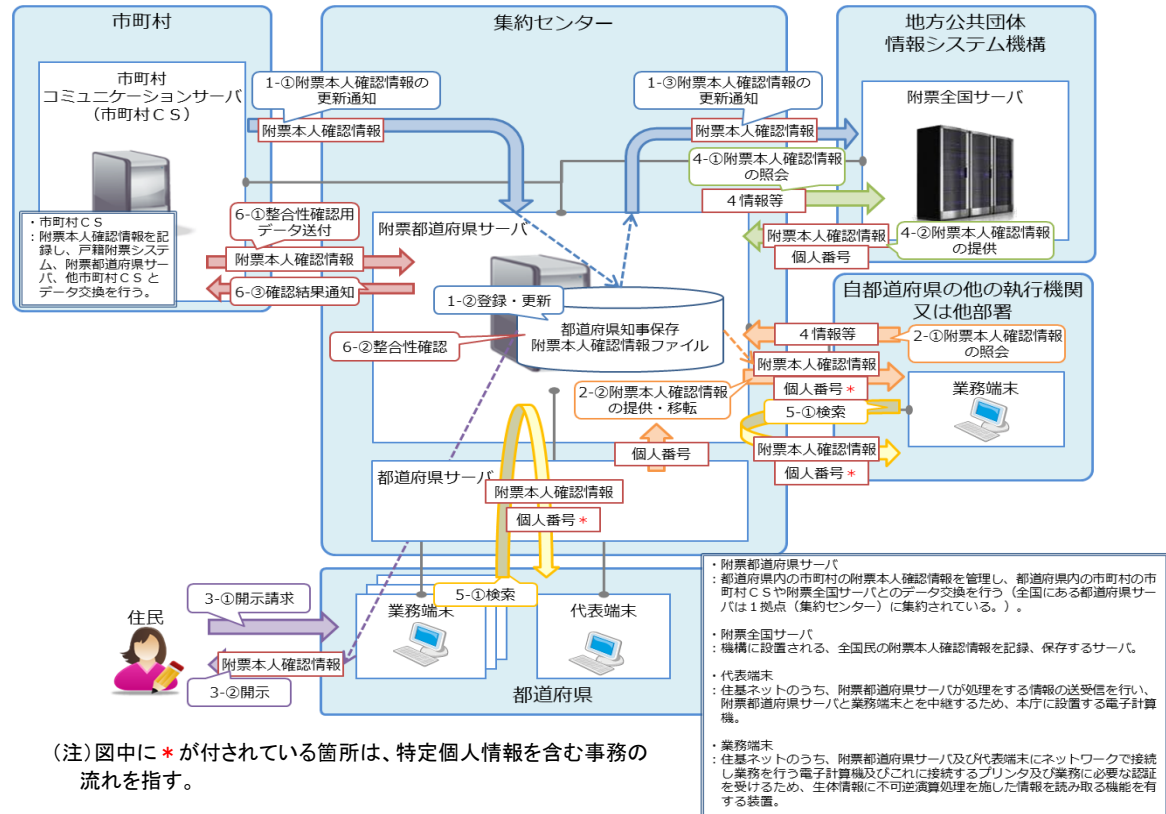 市町村
集約センター
地方公共団体
情報システム機構
市町村
コミュニケーションサーバ
(市町村CS)
1-①附票本人確認情報の
更新通知
附票本人確認情報
1-③附票本人確認情報の
更新通知
附票本人確認情報
附票全国サーバ
4-①附票本人確認情報
の照会
4情報等
附票本人確認情報
個人番号
4-②附票本人確認情報
の提供
・市町村CS
:附票本人確認情報を記
録し、戸籍附票システ
ム、附票都道府県サー
バ、他市町村CSと
データ交換を行う。
6-①整合性確認用
データ送付
附票本人確認情報
6-③確認結果通知
附票都道府県サーバ
1-②登録・更新
都道府県知事保存
附票本人確認情報ファイル
6-②整合性確認
自都道府県の他の執行機関
又は他部署
4情報等
2-①附票本人確認情報
の照会
附票本人確認情報
個人番号*
2-②附票本人確認情報
の提供・移転
5-①検索
業務端末
附票本人確認情報
個人番号*
個人番号
都道府県サーバ
附票本人確認情報
個人番号*
5-①検索
住民
3-①開示請求
附票本人確認情報
3-②開示
業務端末
代表端末
都道府県
・附票都道府県サーバ
:都道府県内の市町村の附票本人確認情報を管理し、都道府県内の市町村の市
町村CSや附票全国サーバとのデータ交換を行う(全国にある都道府県サー
バは1拠点(集約センター)に集約されている。)。
・附票全国サーバ
:機構に設置される、全国民の附票本人確認情報を記録、保存するサーバ。
・代表端末
:住基ネットのうち、附票都道府県サーバが処理をする情報の送受信を行い、
附票都道府県サーバと業務端末とを中継するため、本庁に設置する電子計算
機。
・業務端末
:住基ネットのうち、附票都道府県サーバ及び代表端末にネットワークで接続
し業務を行う電子計算機及びこれに接続するプリンタ及び業務に必要な認証
を受けるため、生体情報に不可逆演算処理を施した情報を読み取る機能を有
する装置。
(注)図中に*が付されている箇所は、特定個人情報を含む事務の
流れを指す。